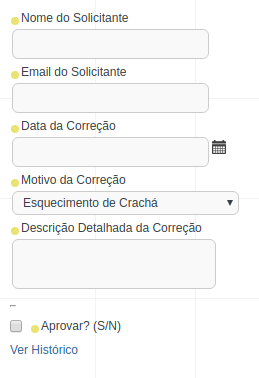 Nome do Solicitante
Email do Solicitante
Data da Correção
Motivo da Correção
Esquecimento de Crachá
Descrição Detalhada da Correção
Aprovar? (S/N)
Ver Histórico